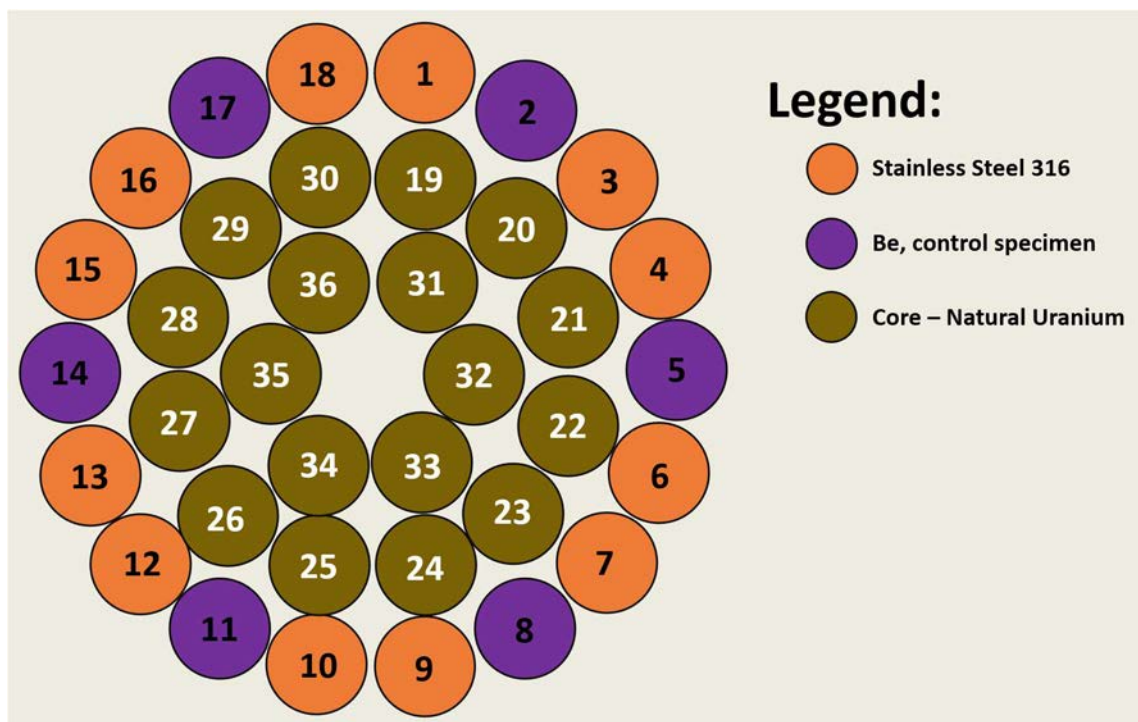 18 1
17 2
16 30 19 3
29 20
15 36 31 4
28 21
14 35 32 5
27 22
13 34 33 6
26 23
12 25 24 7
11 8
10 9
Legend:
Stainless Steel 316
Be, control specimen
Core – Natural Uranium